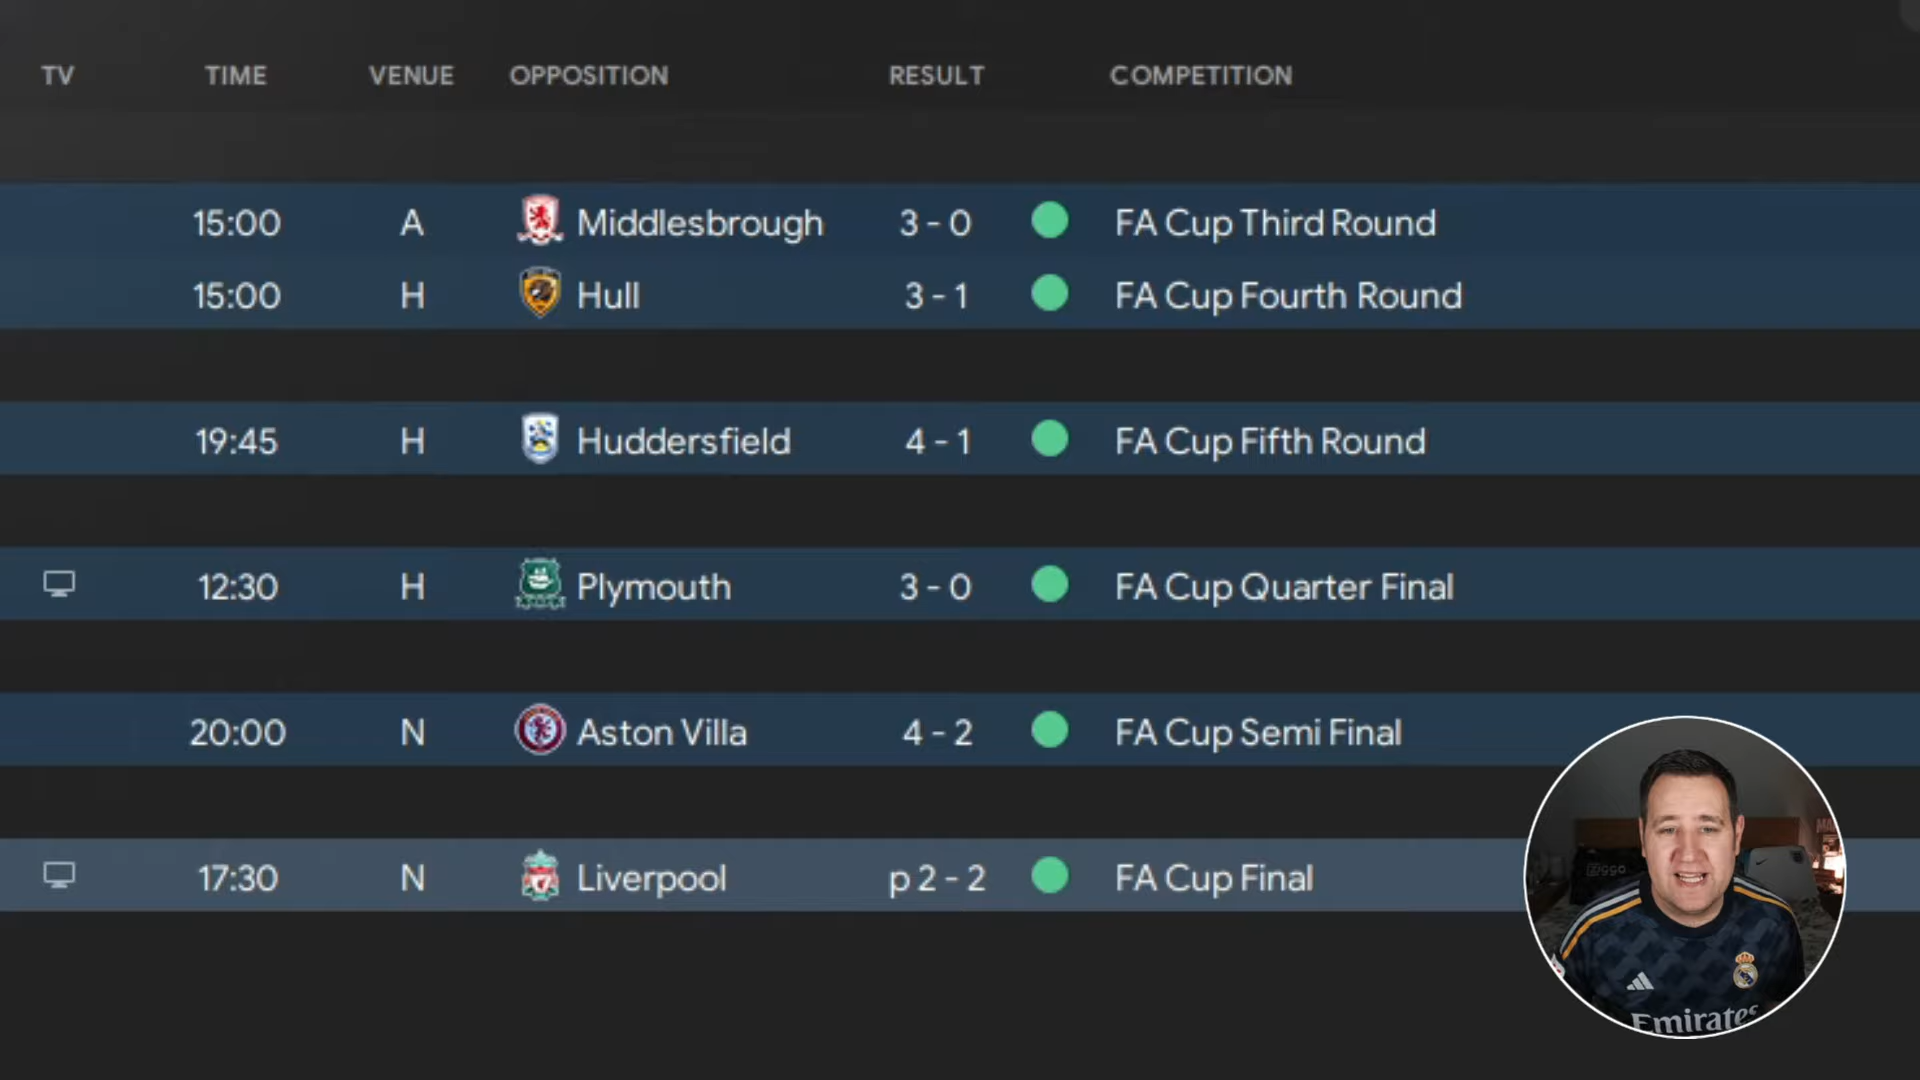 TV TIME VENUE OPPOSITION RESULT COMPETITION
15:00 A Middlesbrough 3 - 0 FA Cup Third Round
15:00 H Hull 3 - 1 FA Cup Fourth Round
19:45 H Huddersfield 4 - 1 FA Cup Fifth Round
12:30 H Plymouth 3 - 0 FA Cup Quarter Final
20:00 N Aston Villa 4 - 2 FA Cup Semi Final
17:30 N Liverpool p 2 - 2 FA Cup Final
Emirates